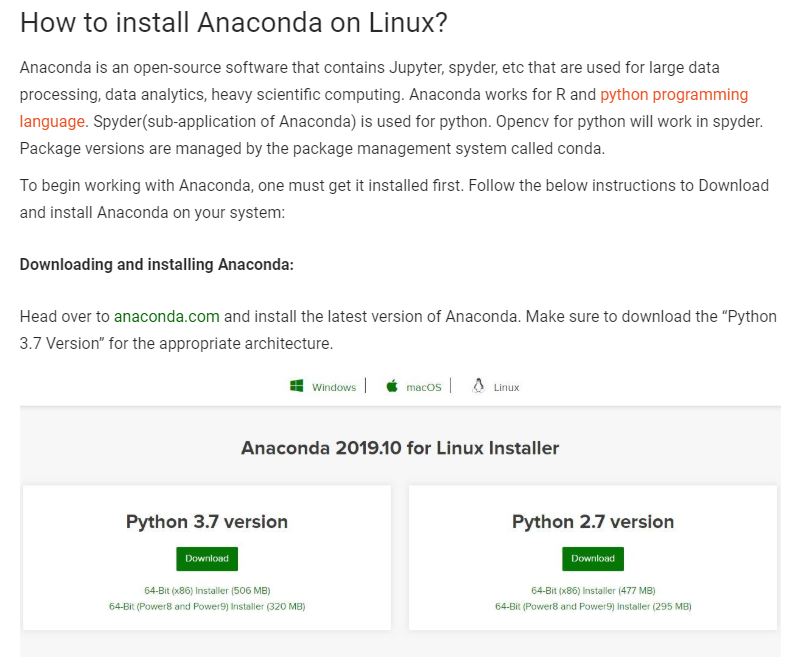 How to install Anaconda on Linux?
Anaconda is an open-source software that contains Jupyter, spyder, etc that are used for large data
processing, data analytics, heavy scientific computing. Anaconda works for R and python programming
language. Spyder(sub-application of Anaconda) is used for python. Opencv for python will work in spyder.
Package versions are managed by the package management system called conda.
To begin working with Anaconda, one must get it installed first. Follow the below instructions to Download
and install Anaconda on your system:
Downloading and installing Anaconda:
Head over to anaconda.com and install the latest version of Anaconda. Make sure to download the “Python
3.7 Version” for the appropriate architecture.
Windows | macOS | Linux
Anaconda 2019.10 for Linux Installer
Python 3.7 version
Download
64-Bit (x86) Installer (506 MB)
64-Bit (Power8 and Power9) Installer (320 MB)
Python 2.7 version
Download
64-Bit (x86) Installer (477 MB)
64-Bit (Power8 and Power9) Installer (295 MB)